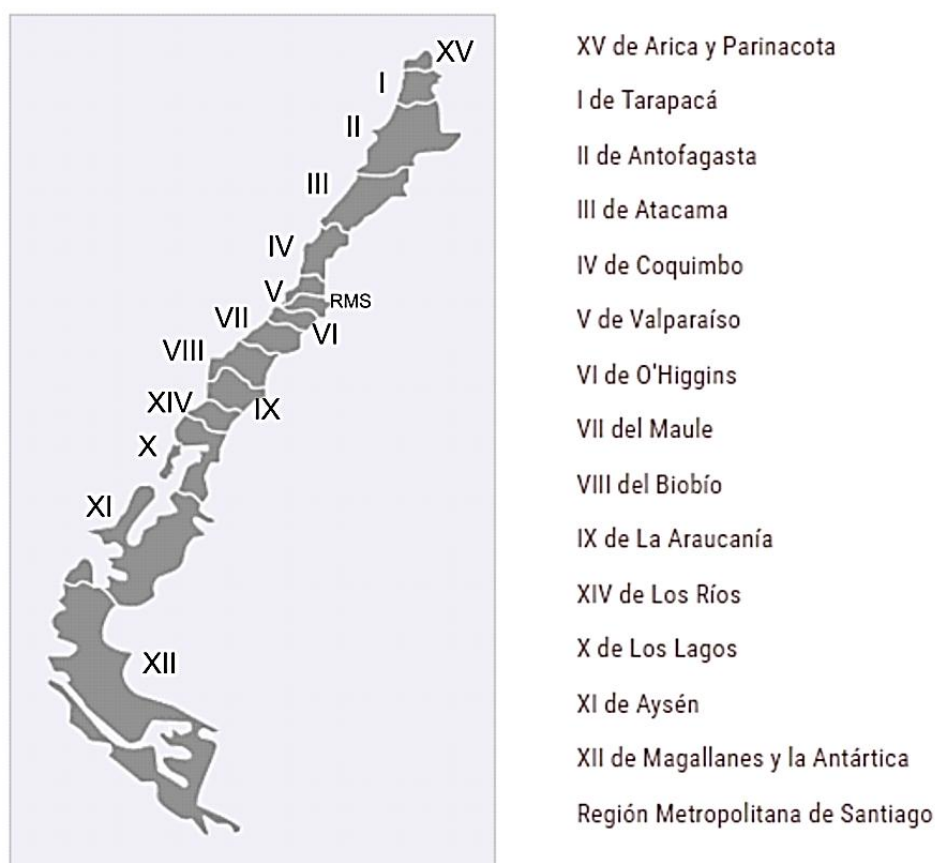 XV
I
II
III
IV
V
RMS
VII
VI
VIII
XIV
IX
X
XI
XII
XV de Arica y Parinacota
I de Tarapacá
II de Antofagasta
III de Atacama
IV de Coquimbo
V de Valparaíso
VI de O'Higgins
VII del Maule
VIII del Biobío
IX de La Araucanía
XIV de Los Ríos
X de Los Lagos
XI de Aysén
XII de Magallanes y la Antártica
Región Metropolitana de Santiago